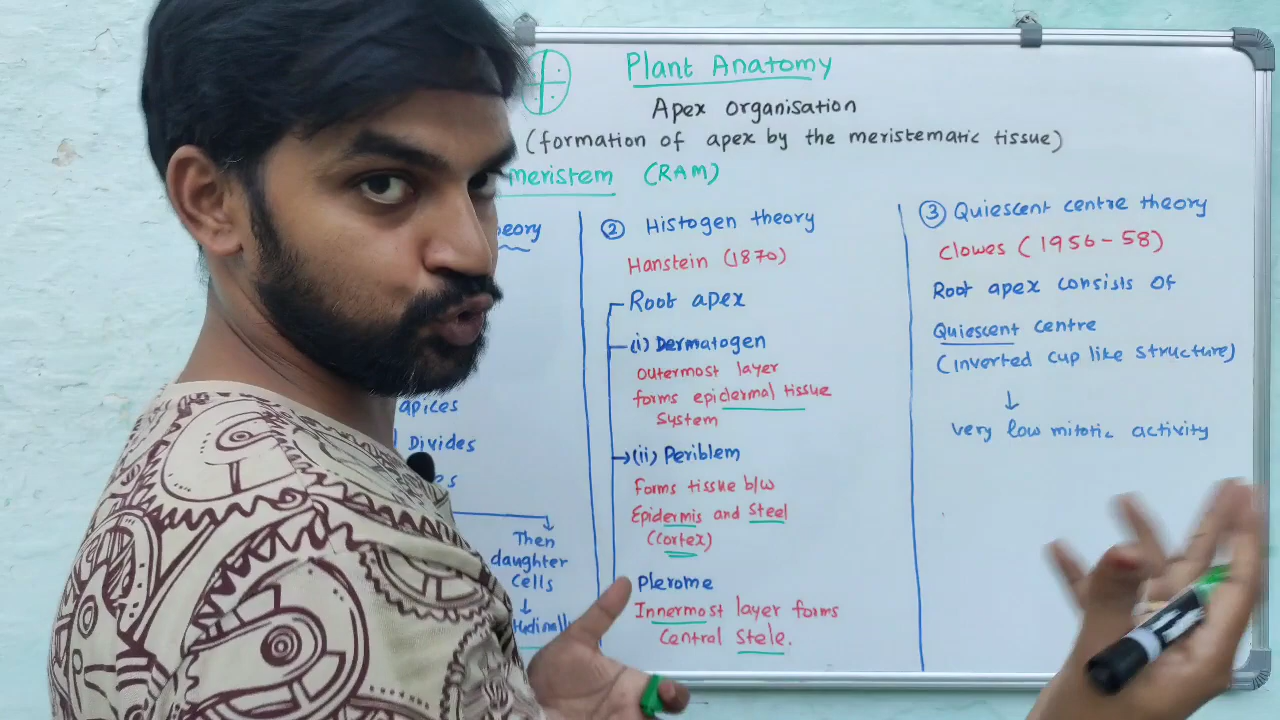 Plant Anatomy
Apex organisation
(formation of apex by the meristematic tissue)
meristem (RAM)
apices
Divides
Then
daughter
cells
② Histogen theory
Hanstein (1870)
Root apex
(i) Dermatogen
outermost layer
forms epidermal tissue
system
(ii) Periblem
Forms tissue b/w
Epidermis and Steel
(cortex)
Plerome
Innermost layer forms
Central Stele.
③ Quiescent centre theory
Clowes (1956-58)
Root apex consists of
Quiescent centre
(inverted cup like structure)
↓
very low mitotic activity